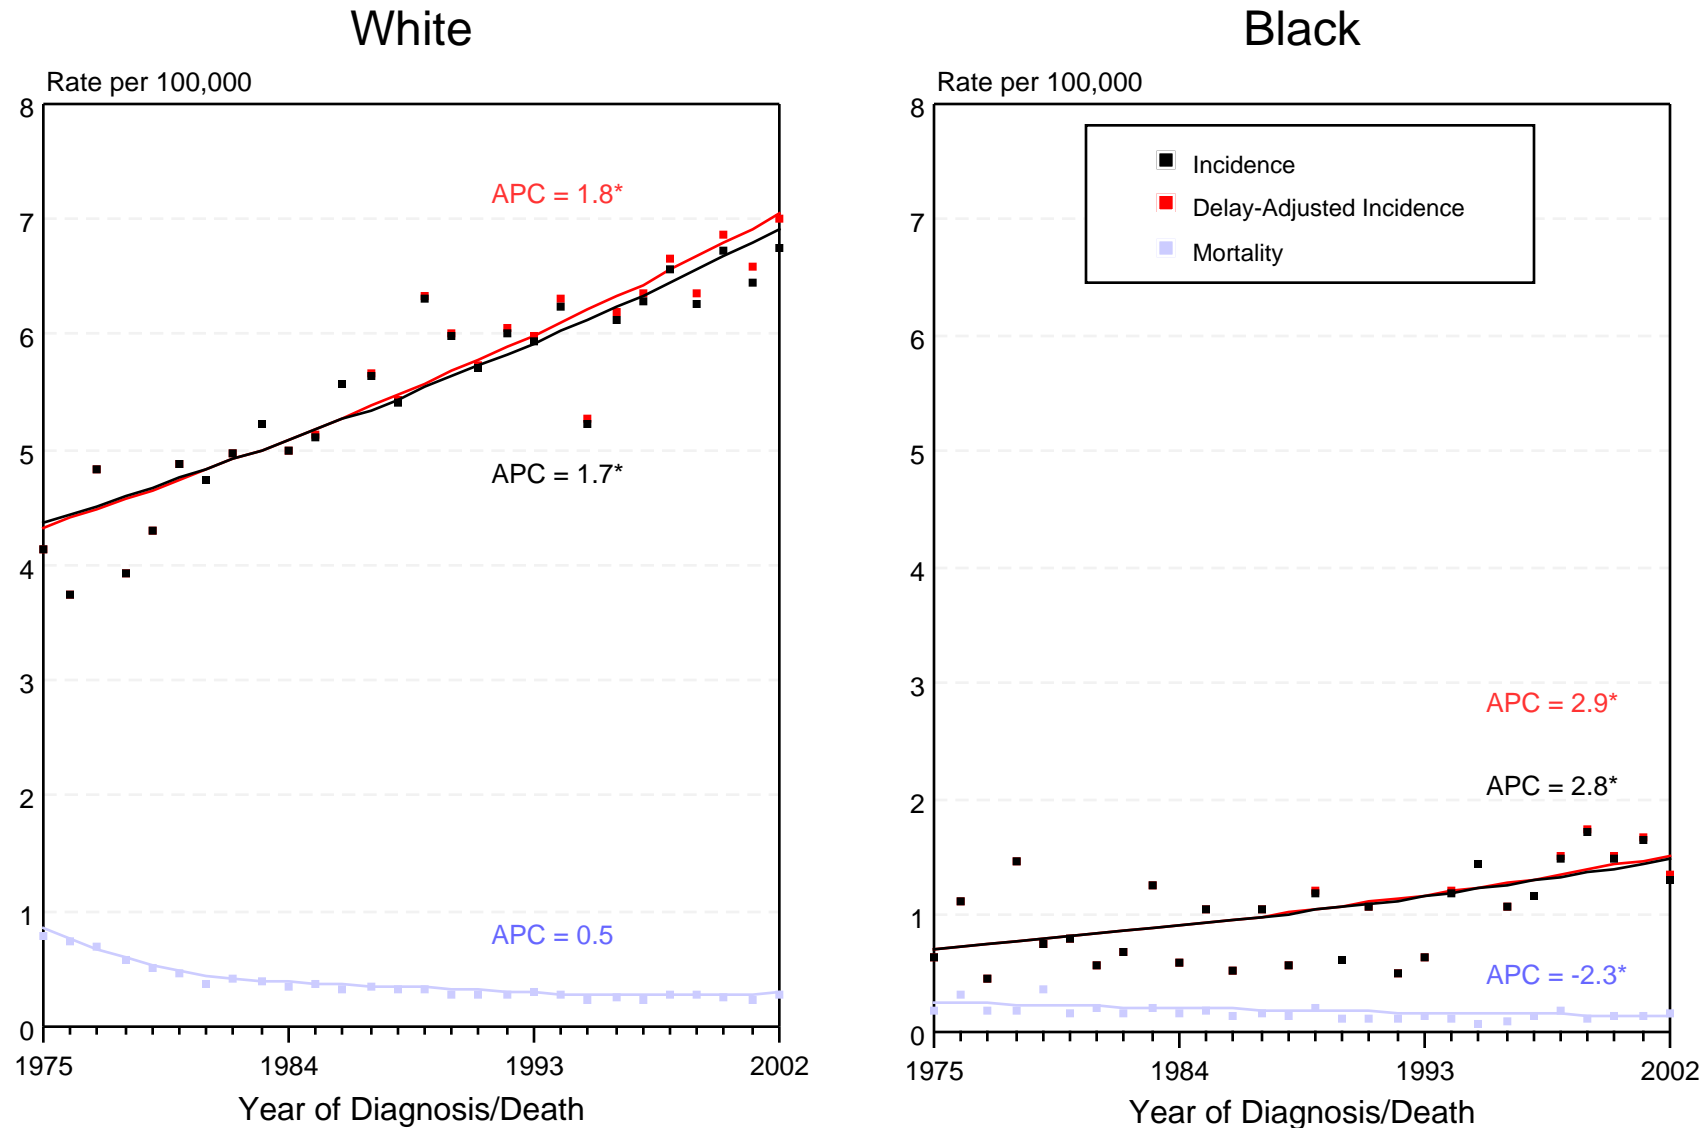 White
Rate per 100,000
8
7
6
5
4
3
2
1
0
APC = 1.8*
APC = 1.7*
APC = 0.5
1975
1984
1993
2002
Year of Diagnosis/Death
Black
Rate per 100,000
8
7
6
5
4
3
2
1
0
Incidence
Delay-Adjusted Incidence
Mortality
APC = 2.9*
APC = 2.8*
APC = -2.3*
1975
1984
1993
2002
Year of Diagnosis/Death